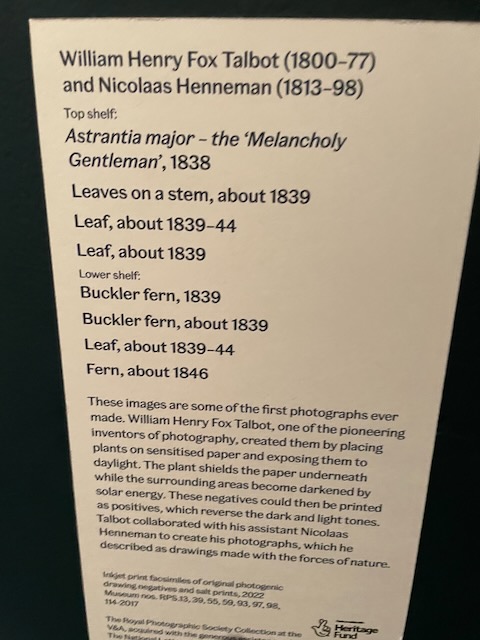 William Henry Fox Talbot (1800–77)
and Nicolaas Henneman (1813–98)
Top shelf:
Astrantia major – the ‘Melancholy
Gentleman’, 1838
Leaves on a stem, about 1839
Leaf, about 1839–44
Leaf, about 1839
Lower shelf:
Buckler fern, 1839
Buckler fern, about 1839
Leaf, about 1839–44
Fern, about 1846
These images are some of the first photographs ever
made. William Henry Fox Talbot, one of the pioneering
inventors of photography, created them by placing
plants on sensitised paper and exposing them to
daylight. The plant shields the paper underneath
while the surrounding areas become darkened by
solar energy. These negatives could then be printed
as positives, which reverse the dark and light tones.
Talbot collaborated with his assistant Nicolaas
Henneman to create his photographs, which he
described as drawings made with the forces of nature.
Inkjet print facsimiles of original photogenic
drawing negatives and salt prints, 2022
Museum nos. RPS.13, 39, 55, 59, 93, 97, 98,
114-2017
The Royal Photographic Society Collection at the
V&A, acquired with the generous
The National
Heritage
Fund